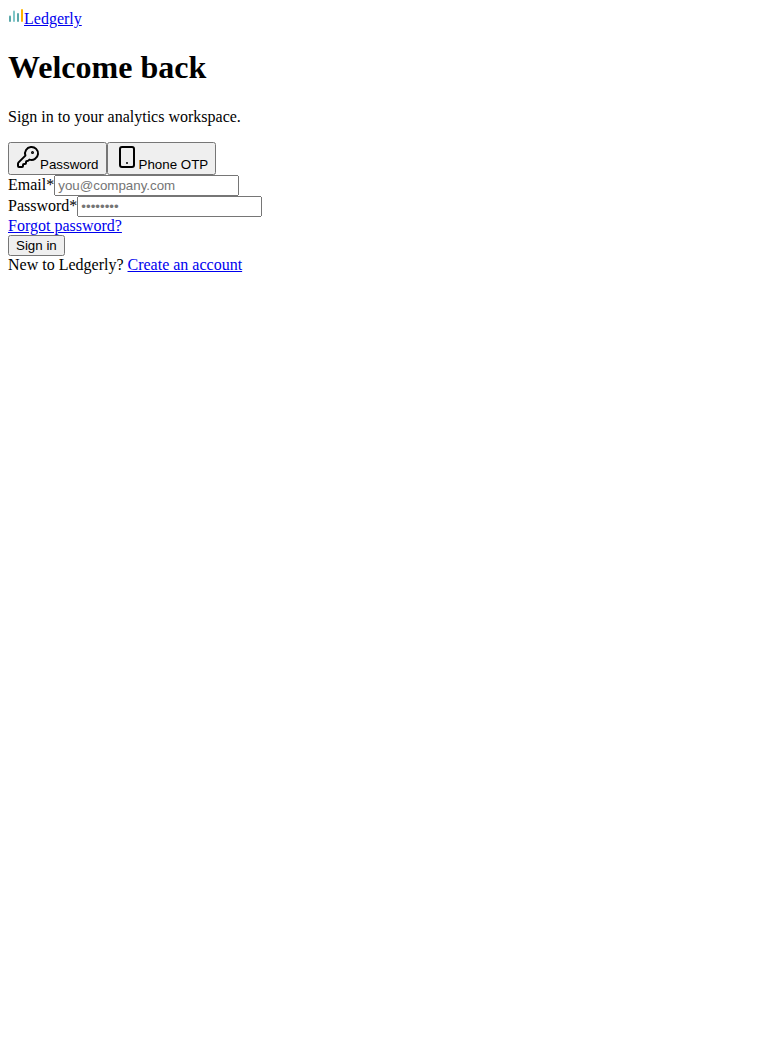 Ledgerly
Welcome back
Sign in to your analytics workspace.
Password Phone OTP
Email* you@company.com
Password* ••••••••
Forgot password?
Sign in
New to Ledgerly? Create an account